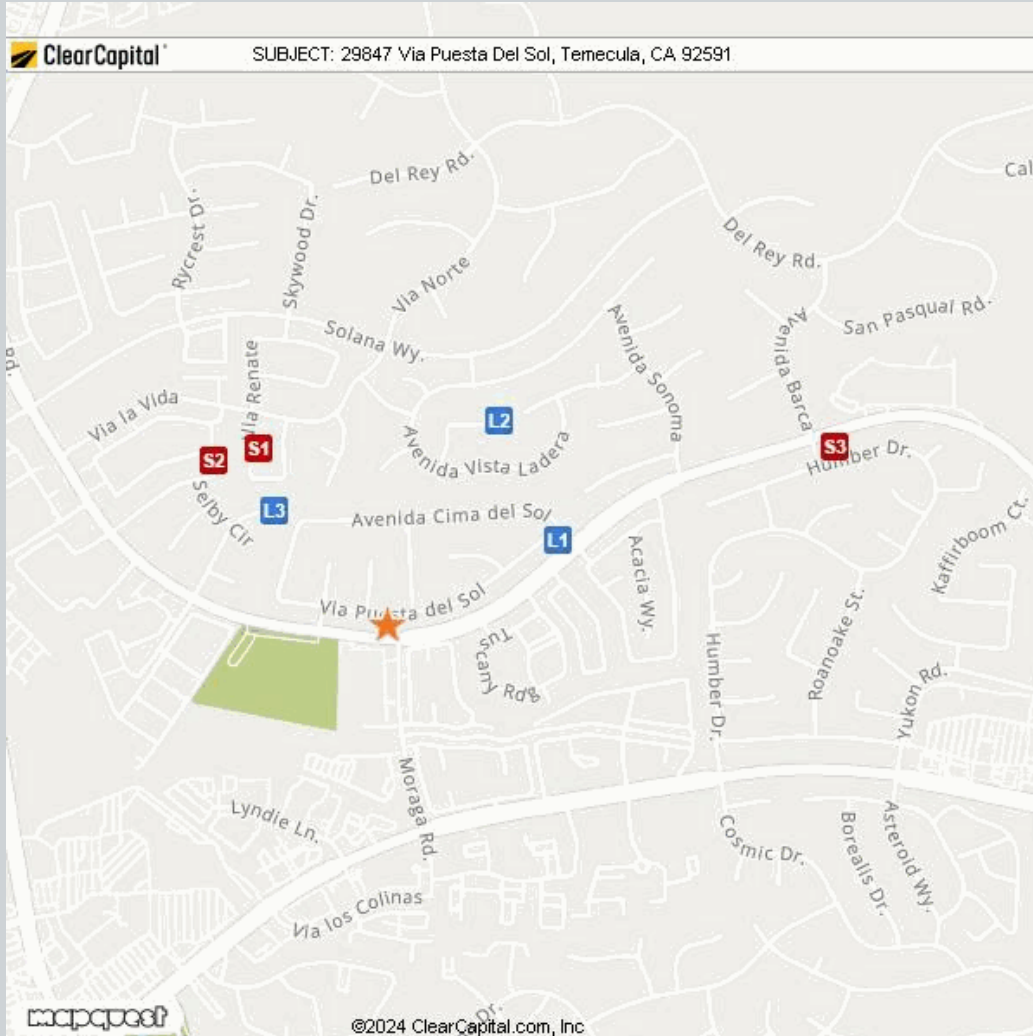 ClearCapital SUBJECT: 29847 Via Puesta Del Sol, Temecula, CA 92591
Del Rey Rd.
Cal
Rycrest Dr.
Skywood Dr.
Del Rey Rd.
Via Norte
San Pasqual Rd.
Solana Wy.
Avenida Sonoma
Avenida Barca
Rd.
Via Renate
Via la Vida
L2
Avenida Vista Ladera
S1
S2
S3
Humber Dr.
Selby Cir
L3
Avenida Cima del Sol
L1
Acacia Wy.
Kaffirboom Ct.
Via Puesta del Sol
Tuscany Rdg
Roanoake St.
Humber Dr.
Yukon Rd.
Moraga Rd.
Lyndie Ln.
Cosmic Dr.
Borealis Dr.
Asteroid Wy.
Via los Colinas
Dr.
mapquest
©2024 ClearCapital.com, Inc